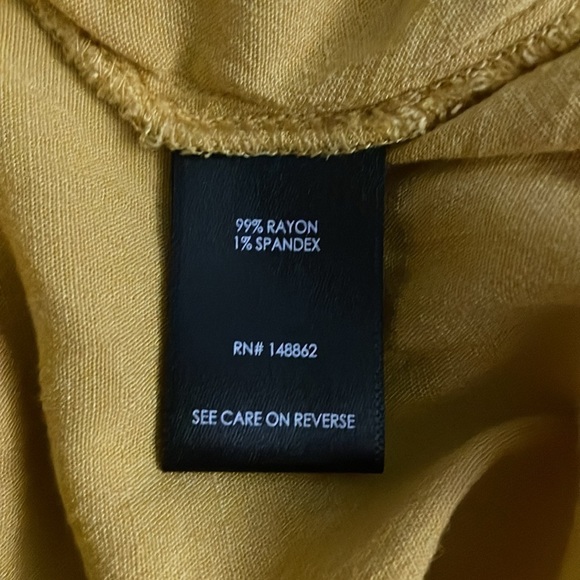 99% RAYON
1% SPANDEX
RN# 148862
SEE CARE ON REVERSE